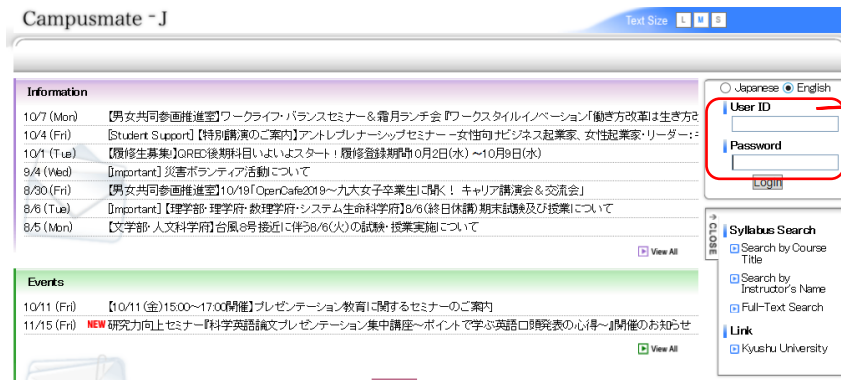 Campusmate - J
Text Size L M S
Japanese English
User ID
Password
Login
Information
10/7 (Mon) 【男女共同参画推進室】ワークライフ・バランスセミナー＆霜月ランチ会『ワークスタイルイノベーション「働き方改革は生き方改
10/4 (Fri) [Student Support]【特別講演のご案内】アントレプレナーシップセミナー －女性向けビジネス起業家、女性起業家・リーダー：
10/1 (Tue) 【履修生募集!】QREC後期科目いよいよスタート！履修登録期間10月2日(水) ～10月9日(水)
9/4 (Wed) [Important] 災害ボランティア活動について
8/30 (Fri) 【男女共同参画推進室】10/19「OpenCafe2019～九大女子卒業生に聞く！ キャリア講演会＆交流会」
8/6 (Tue) [Important]【理学部・理学府・数理学府・システム生命科学府】8/6(終日休講)期末試験及び授業について
8/5 (Mon) 【文学部・人文科学府】台風8号接近に伴う8/6(火)の試験・授業実施について
View All
Events
10/11 (Fri) 【10/11 (金)15:00～17:00開催】プレゼンテーション教育に関するセミナーのご案内
11/15 (Fri) NEW 研究力向上セミナー『科学英語論文プレゼンテーション集中講座～ポイントで学ぶ英語口頭発表の心得～』開催のお知らせ
View All
CLOSE
Syllabus Search
Search by Course Title
Search by Instructor's Name
Full-Text Search
Link
Kyushu University